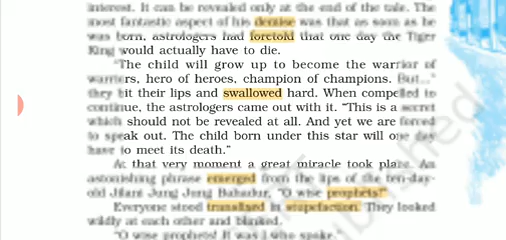 interest. It can be revealed only at the end of the tale. The
most fantastic aspect of his demise was that as soon as he
was born, astrologers had foretold that one day the Tiger
King would actually have to die.
"The child will grow up to become the warrior of
warriors, hero of heroes, champion of champions. But..."
they bit their lips and swallowed hard. When compelled to
continue, the astrologers came out with it. "This is a secret
which should not be revealed at all. And yet we are forced
to speak out. The child born under this star will one day
have to meet its death."
At that very moment a great miracle took place. An
astonishing phrase emerged from the lips of the ten-day-
old Jilani Jung Jung Bahadur, "O wise prophets!"
Everyone stood transfixed in stupefaction. They looked
wildly at each other and blinked.
"O wise prophets! It was I who spoke.